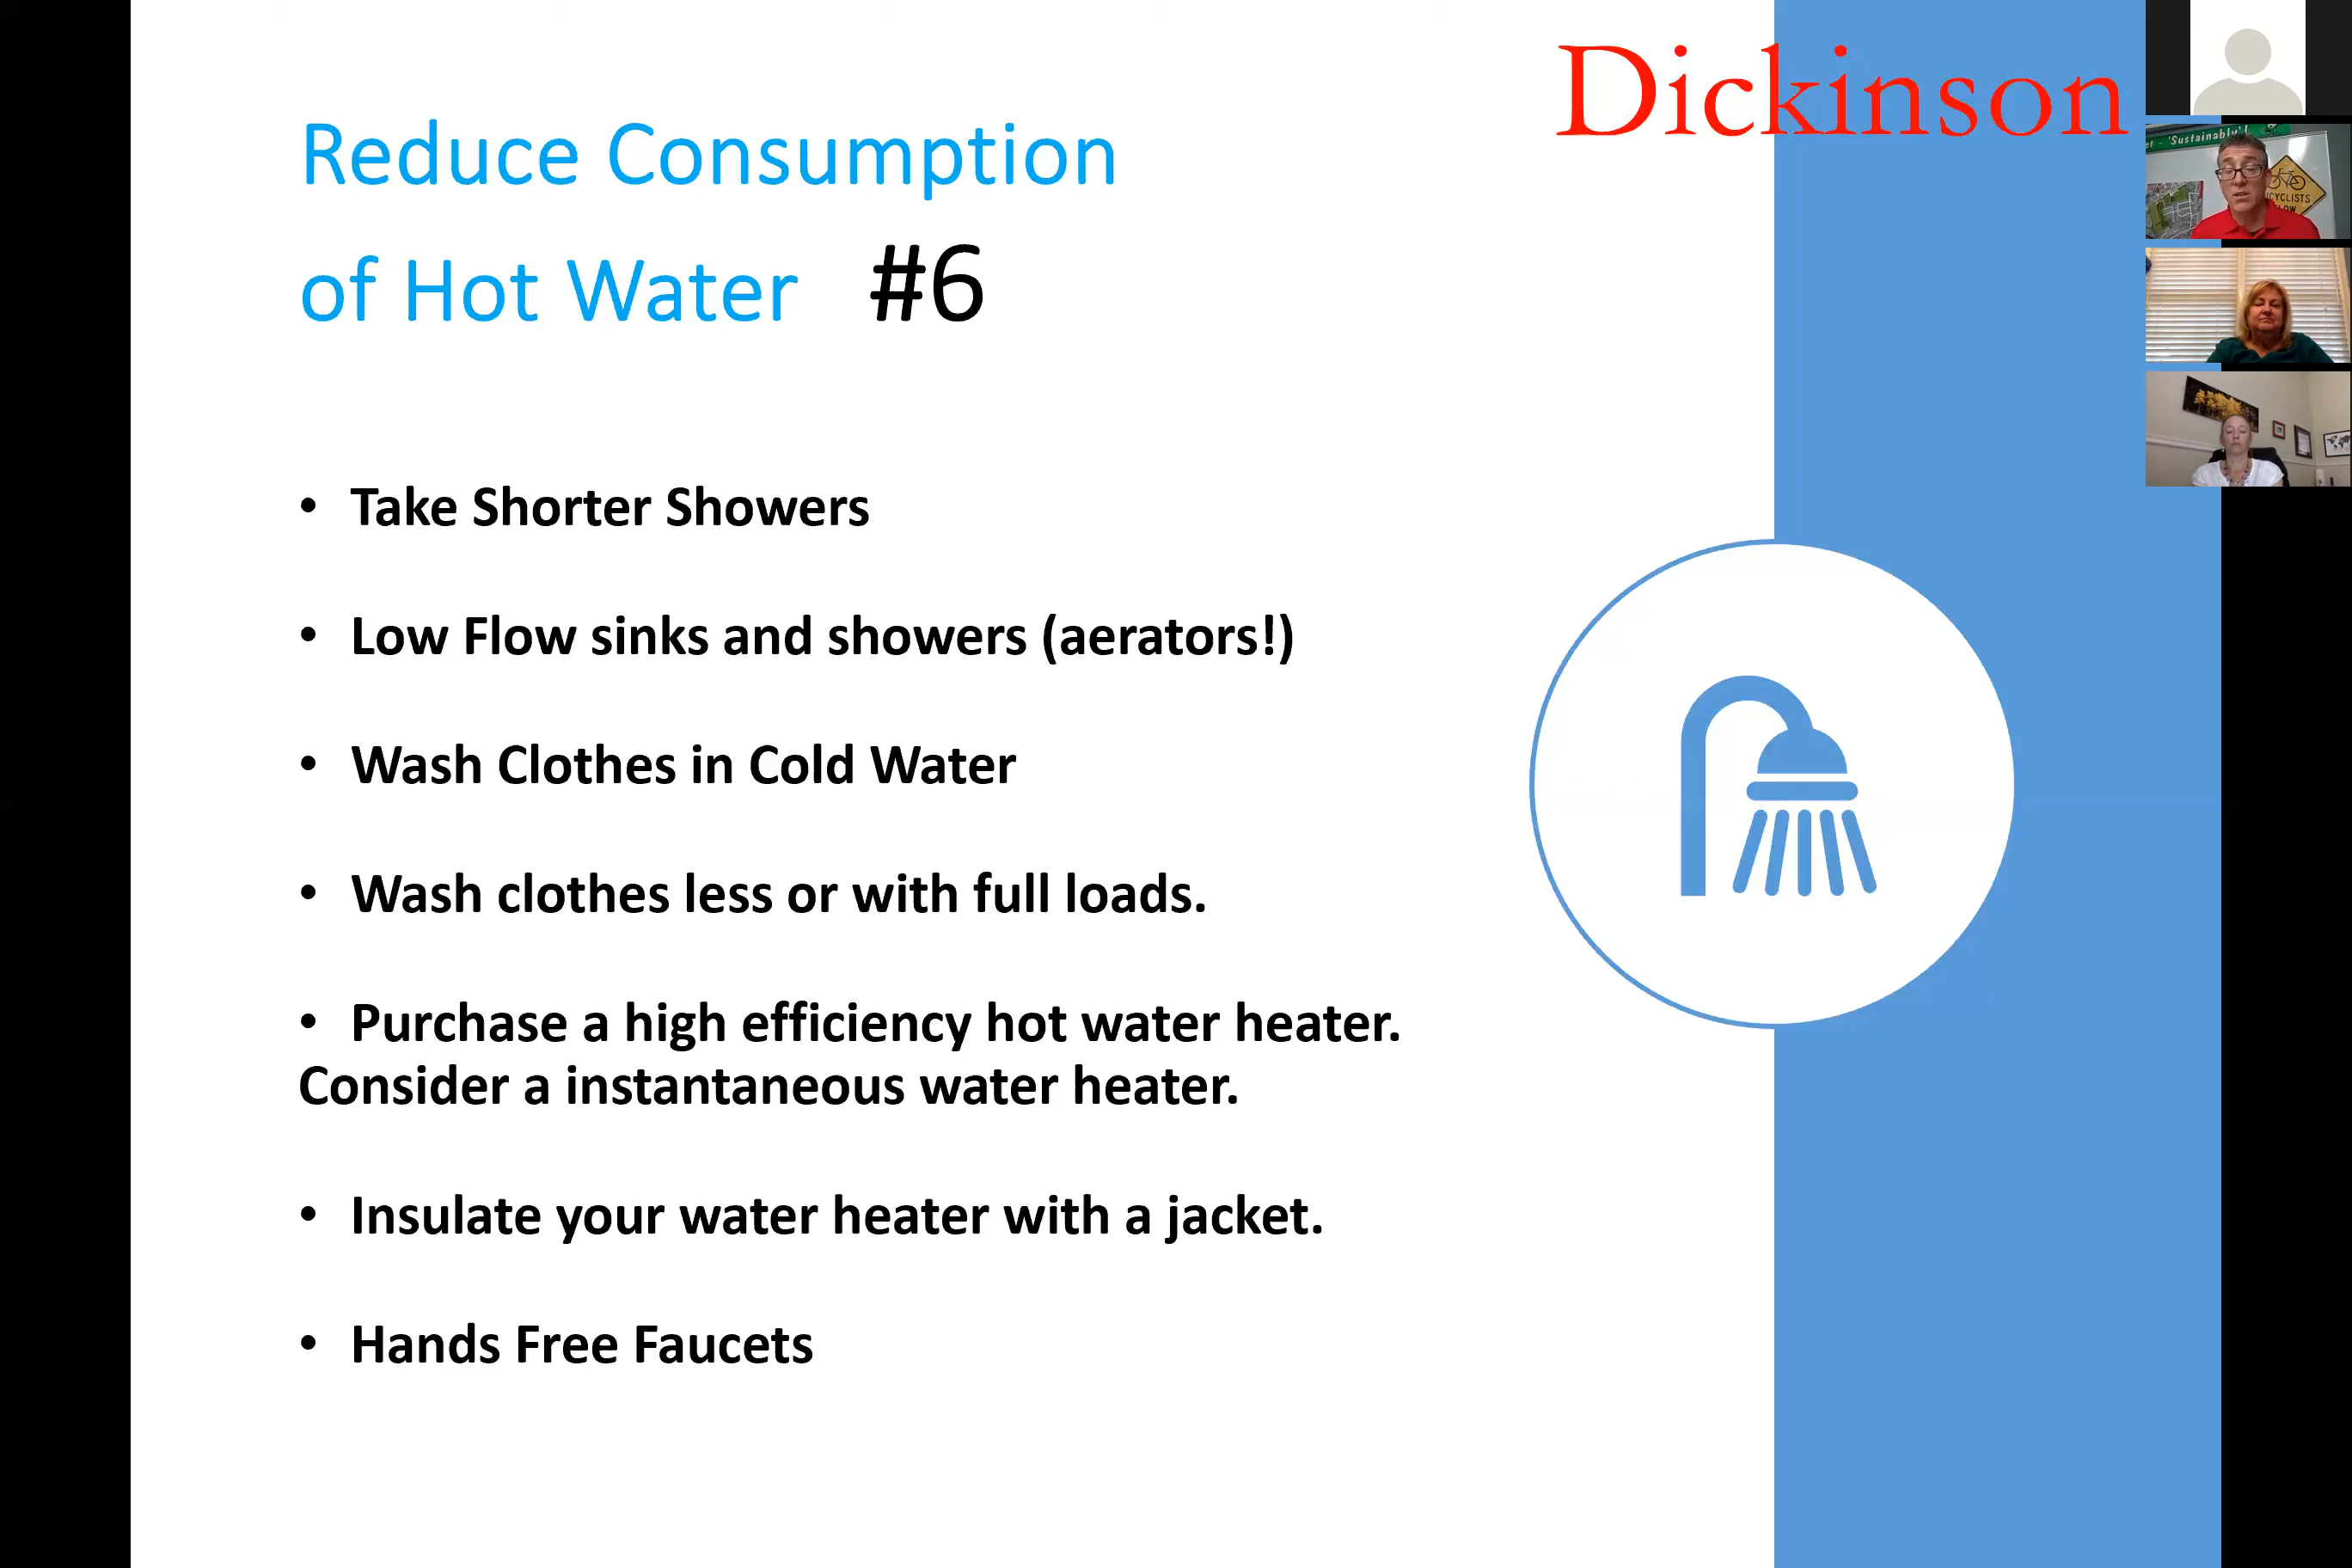 Dickinson
Reduce Consumption
of Hot Water #6
• Take Shorter Showers
• Low Flow sinks and showers (aerators!)
• Wash Clothes in Cold Water
• Wash clothes less or with full loads.
• Purchase a high efficiency hot water heater.
Consider a instantaneous water heater.
• Insulate your water heater with a jacket.
• Hands Free Faucets
'Sustainably'